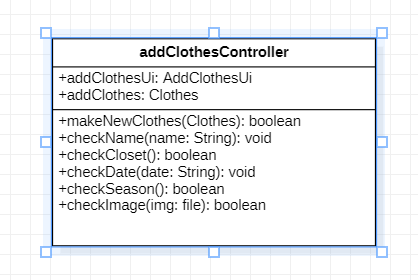 addClothesController
+addClothesUi: AddClothesUi
+addClothes: Clothes
+makeNewClothes(Clothes): boolean
+checkName(name: String): void
+checkCloset(): boolean
+checkDate(date: String): void
+checkSeason(): boolean
+checkImage(img: file): boolean